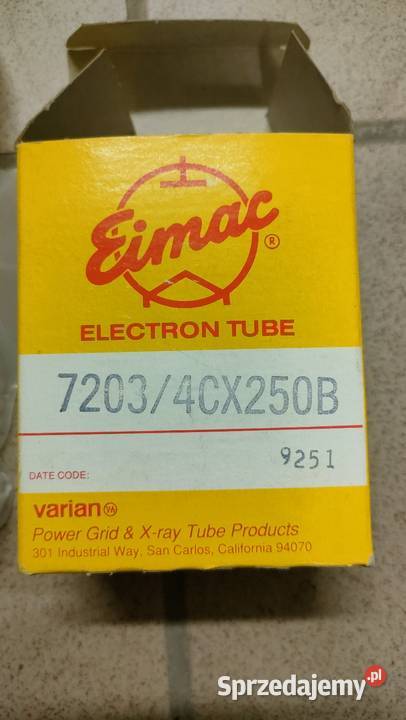 Eimac®
ELECTRON TUBE
7203/4CX250B
9251
DATE CODE:
varian
Power Grid & X-ray Tube Products
301 Industrial Way, San Carlos, California 94070
Sprzedajemy.pl